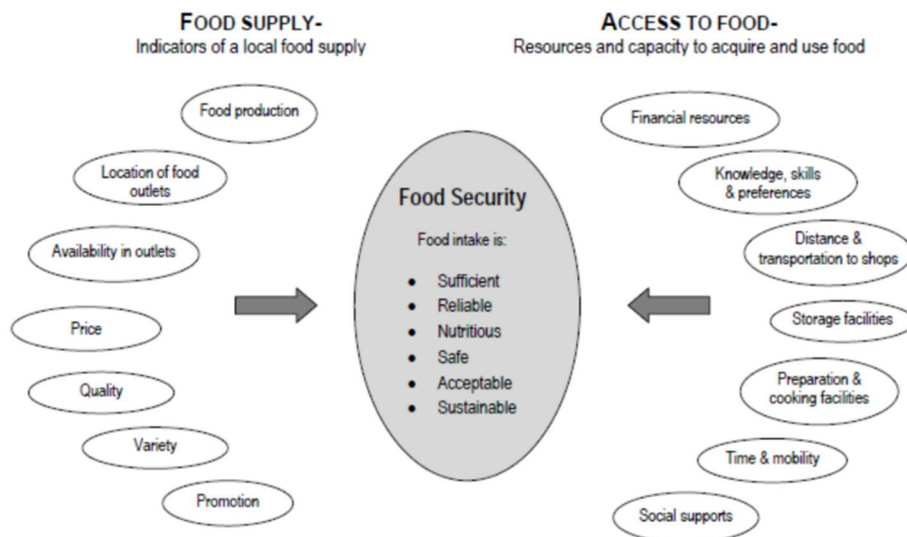 FOOD SUPPLY-
Indicators of a local food supply
Food production
Location of food
outlets
Availability in outlets
Price
Quality
Variety
Promotion
Food Security
Food intake is:
• Sufficient
• Reliable
• Nutritious
• Safe
• Acceptable
• Sustainable
ACCESS TO FOOD-
Resources and capacity to acquire and use food
Financial resources
Knowledge, skills
& preferences
Distance &
transportation to shops
Storage facilities
Preparation &
cooking facilities
Time & mobility
Social supports